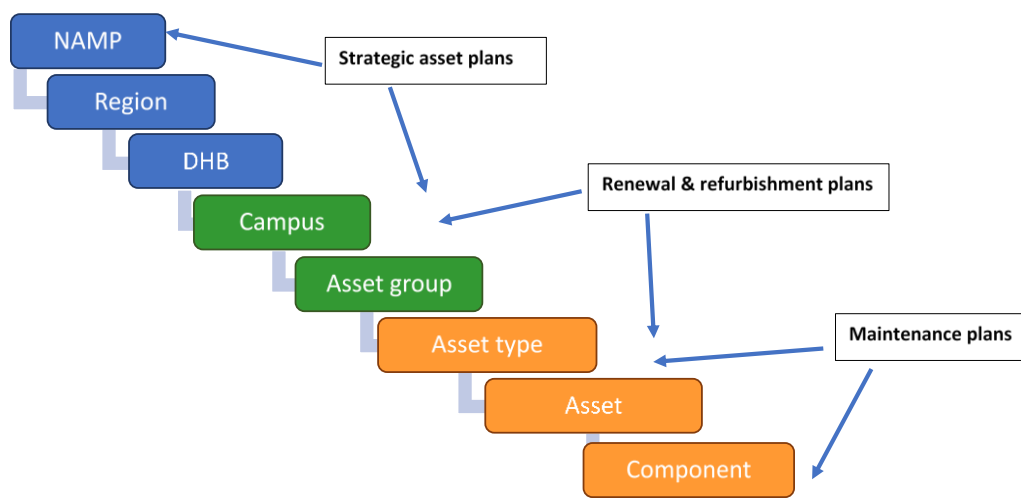 NAMP
Strategic asset plans
Region
DHB
Renewal & refurbishment plans
Campus
Asset group
Maintenance plans
Asset type
Asset
Component